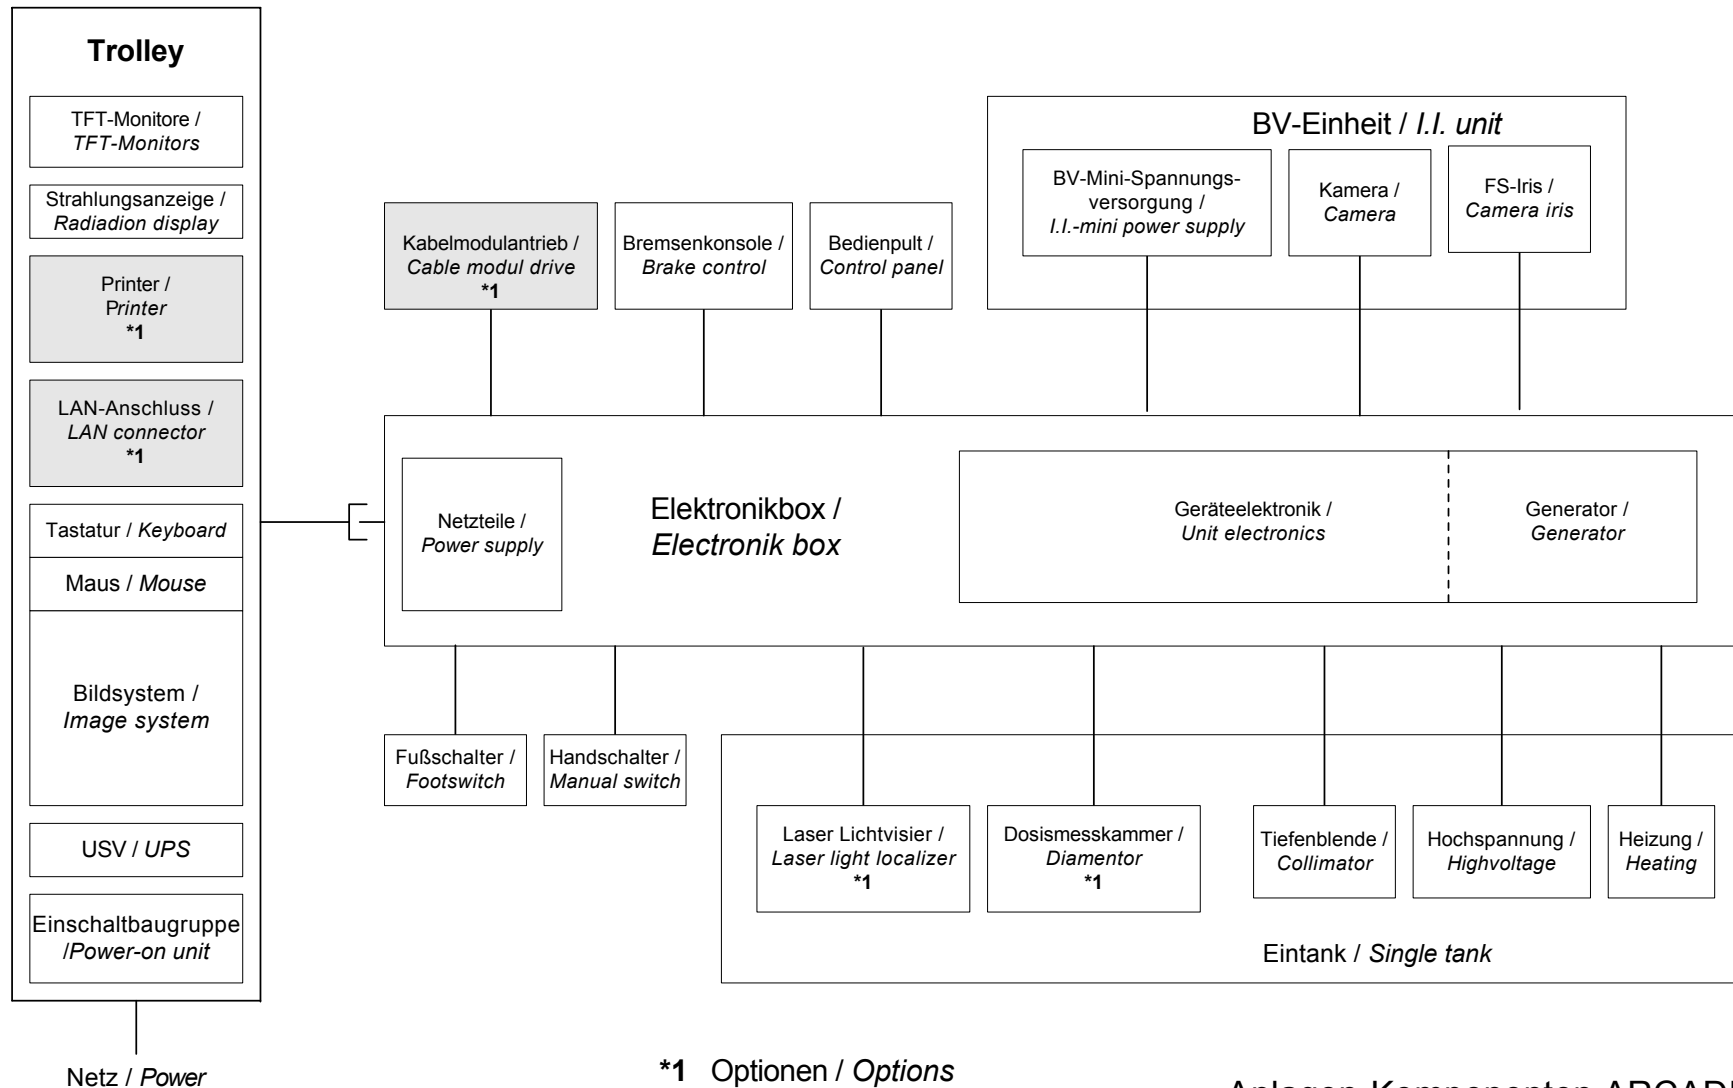 Trolley
TFT-Monitore /
TFT-Monitors
Strahlungsanzeige /
Radiadion display
Printer /
Printer
*1
LAN-Anschluss /
LAN connector
*1
Tastatur / Keyboard
Maus / Mouse
Bildsystem /
Image system
USV / UPS
Einschaltbaugruppe
/Power-on unit
Netz / Power
Kabelmodulantrieb /
Cable modul drive
*1
Bremsenkonsole /
Brake control
Bedienpult /
Control panel
BV-Einheit / I.I. unit
BV-Mini-Spannungs-
versorgung /
I.I.-mini power supply
Kamera /
Camera
FS-Iris /
Camera iris
Netzteile /
Power supply
Elektronikbox /
Electronik box
Geräteelektronik /
Unit electronics
Generator /
Generator
Fußschalter /
Footswitch
Handschalter /
Manual switch
Laser Lichtvisier /
Laser light localizer
*1
Dosismesskammer /
Diamentor
*1
Tiefenblende /
Collimator
Hochspannung /
Highvoltage
Heizung /
Heating
Eintank / Single tank
*1 Optionen / Options